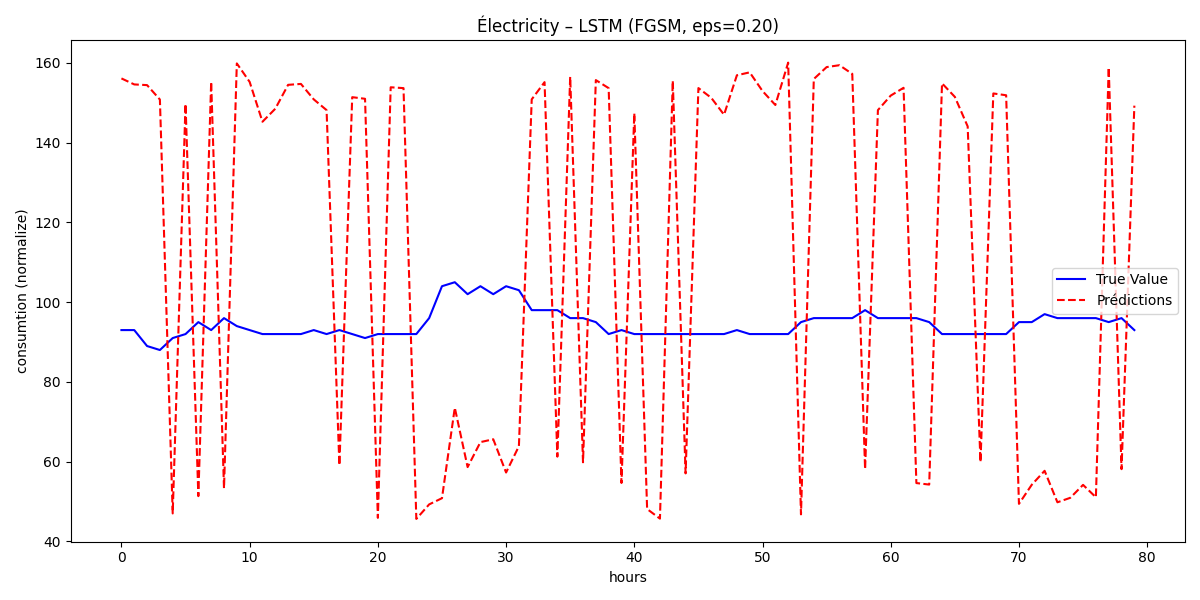 Électricity – LSTM (FGSM, eps=0.20)
consumtion (normalize)
160
140
120
100
80
60
40
True Value
Prédictions
0 10 20 30 40 50 60 70 80
hours